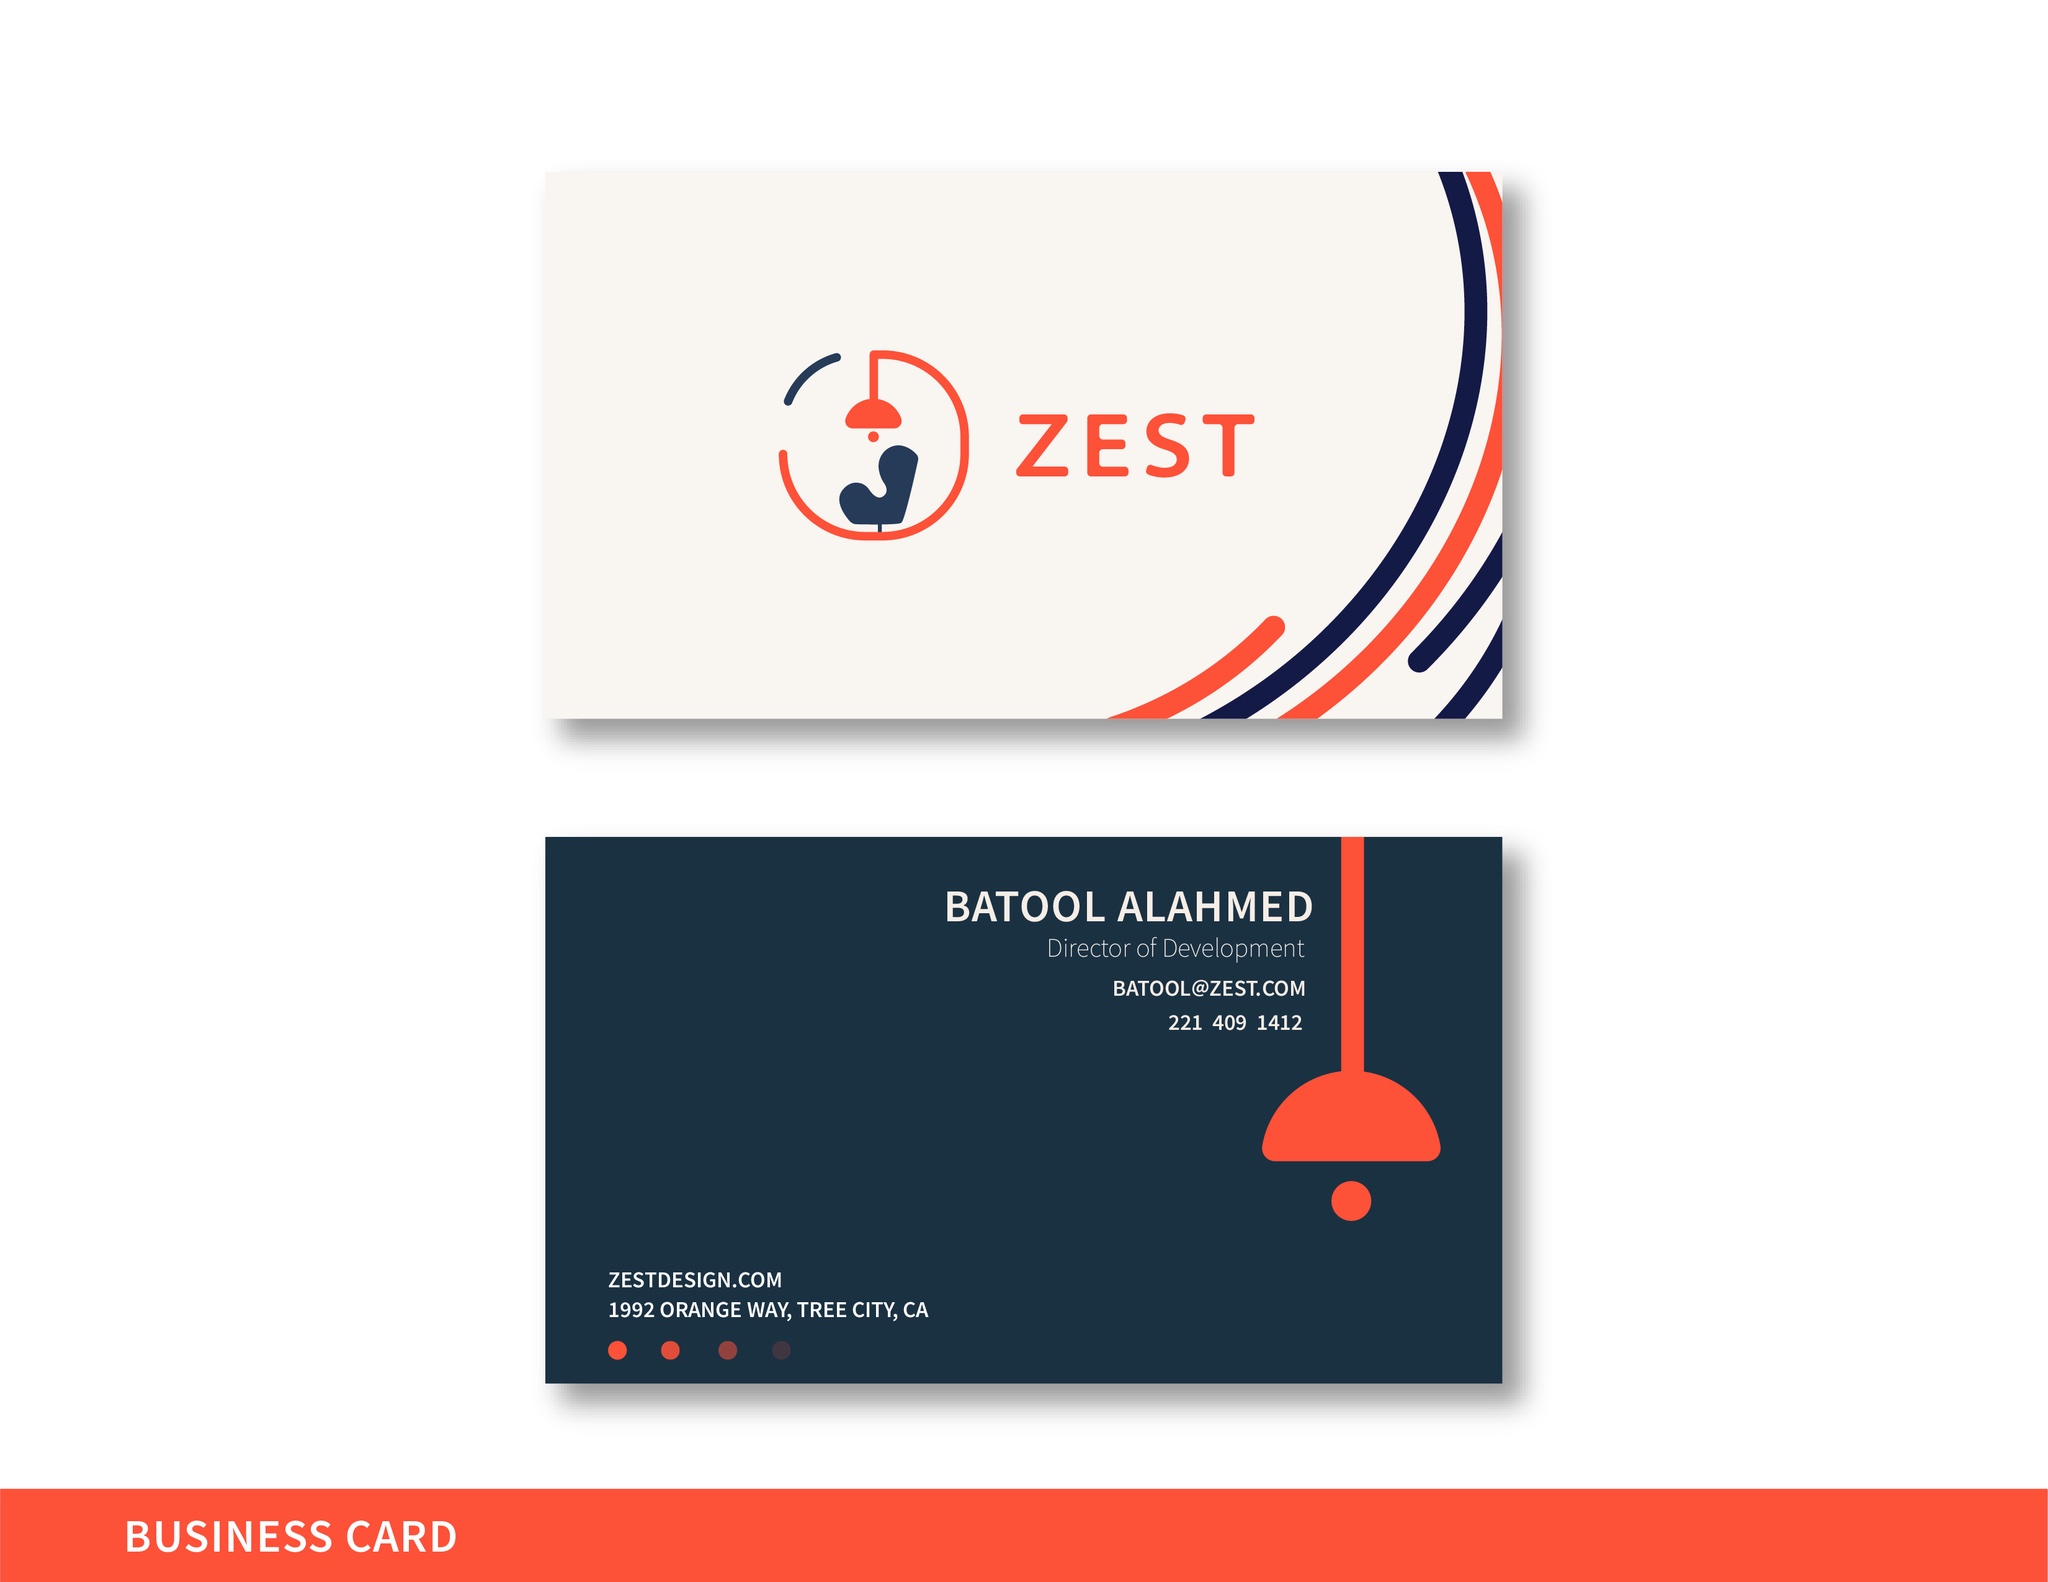 ZEST
BATOOL ALAHMED
Director of Development
BATOOL@ZEST.COM
221 409 1412
ZESTDESIGN.COM
1992 ORANGE WAY, TREE CITY, CA
BUSINESS CARD